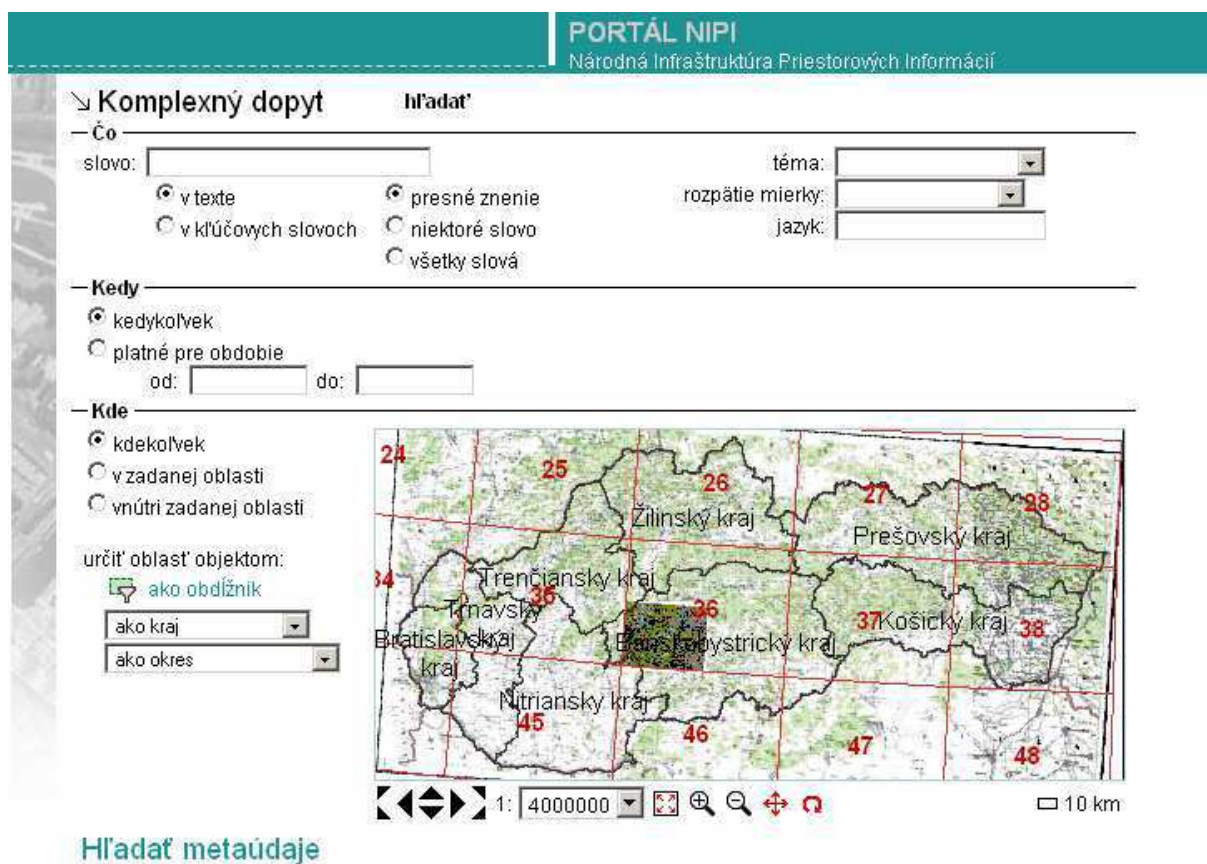 PORTÁL NIPI
Národná Infraštruktúra Priestorových Informácií
Komplexný dopyt hľadať
Čo
slovo: téma:
v texte presné znenie rozpätie mierky:
v kľúčových slovoch niektoré slovo jazyk:
všetky slová
Kedy
kedykoľvek
platné pre obdobie
od: do:
Kde
kdekoľvek
v zadanej oblasti
vnútri zadanej oblasti
určiť oblasť objektom:
ako obdĺžnik
ako kraj
ako okres
24 25 26 27 28
Žilinský kraj
Prešovský kraj
34 Trenčiansky kraj
35 36
Trnavský kraj
37 Košický kraj 38
Bratislavský kraj
Banskobystrický kraj
Nitriansky kraj
45 46 47 48
1: 4000000 10 km
Hľadať metaúdaje